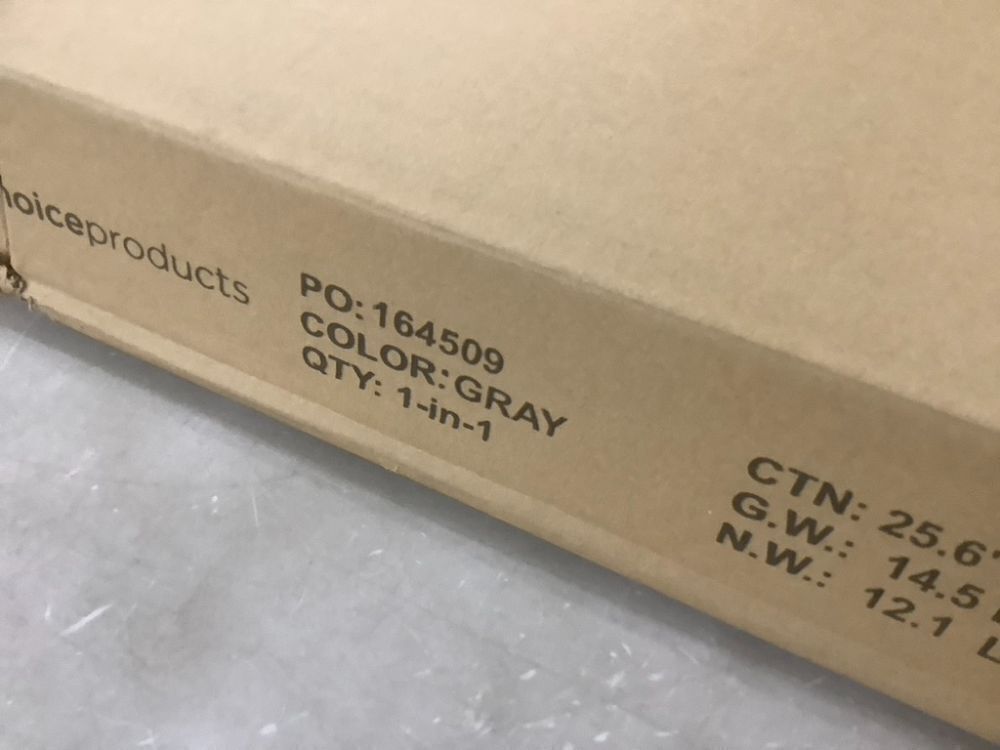 hoiceproducts
PO: 164509
COLOR: GRAY
QTY: 1-in-1
CTN: 25.6"
G.W.: 14.5
N.W.: 12.1 L